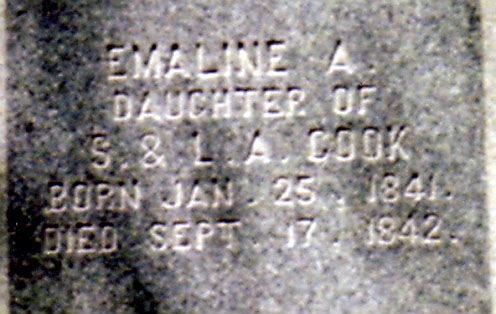 EMALINE A.
DAUGHTER OF
S. & L. A. COOK
BORN JAN. 25, 1841.
DIED SEPT. 17, 1842.